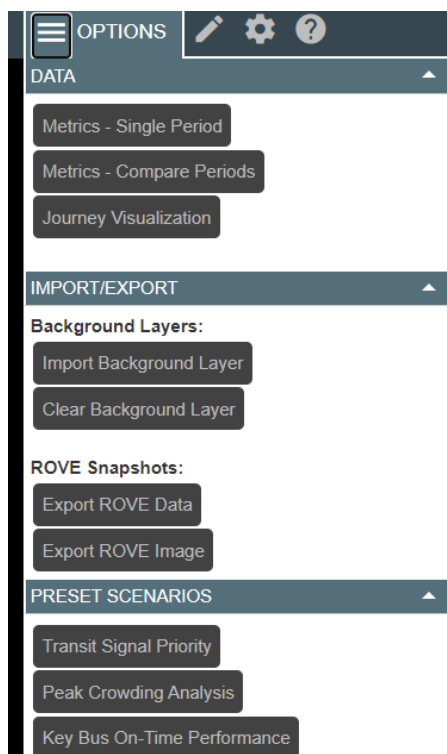 OPTIONS
DATA
Metrics - Single Period
Metrics - Compare Periods
Journey Visualization
IMPORT/EXPORT
Background Layers:
Import Background Layer
Clear Background Layer
ROVE Snapshots:
Export ROVE Data
Export ROVE Image
PRESET SCENARIOS
Transit Signal Priority
Peak Crowding Analysis
Key Bus On-Time Performance